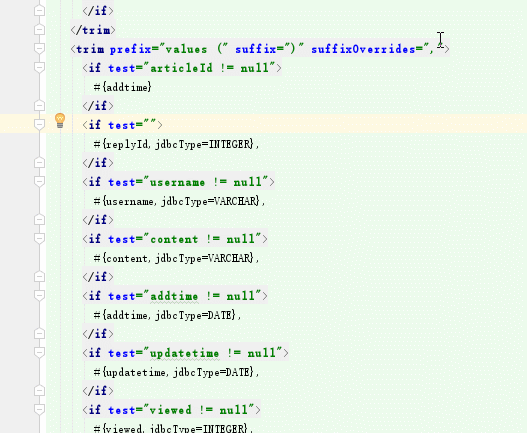 </if>
</trim>
<trim prefix="values (" suffix=")" suffixOverrides=",">
<if test="articleId != null">
#{addtime}
</if>
<if test="">
#{replyId, jdbcType=INTEGER},
</if>
<if test="username != null">
#{username, jdbcType=VARCHAR},
</if>
<if test="content != null">
#{content, jdbcType=VARCHAR},
</if>
<if test="addtime != null">
#{addtime, jdbcType=DATE},
</if>
<if test="updatetime != null">
#{updatetime, jdbcType=DATE},
</if>
<if test="viewed != null">
#{viewed, jdbcType=INTEGER},